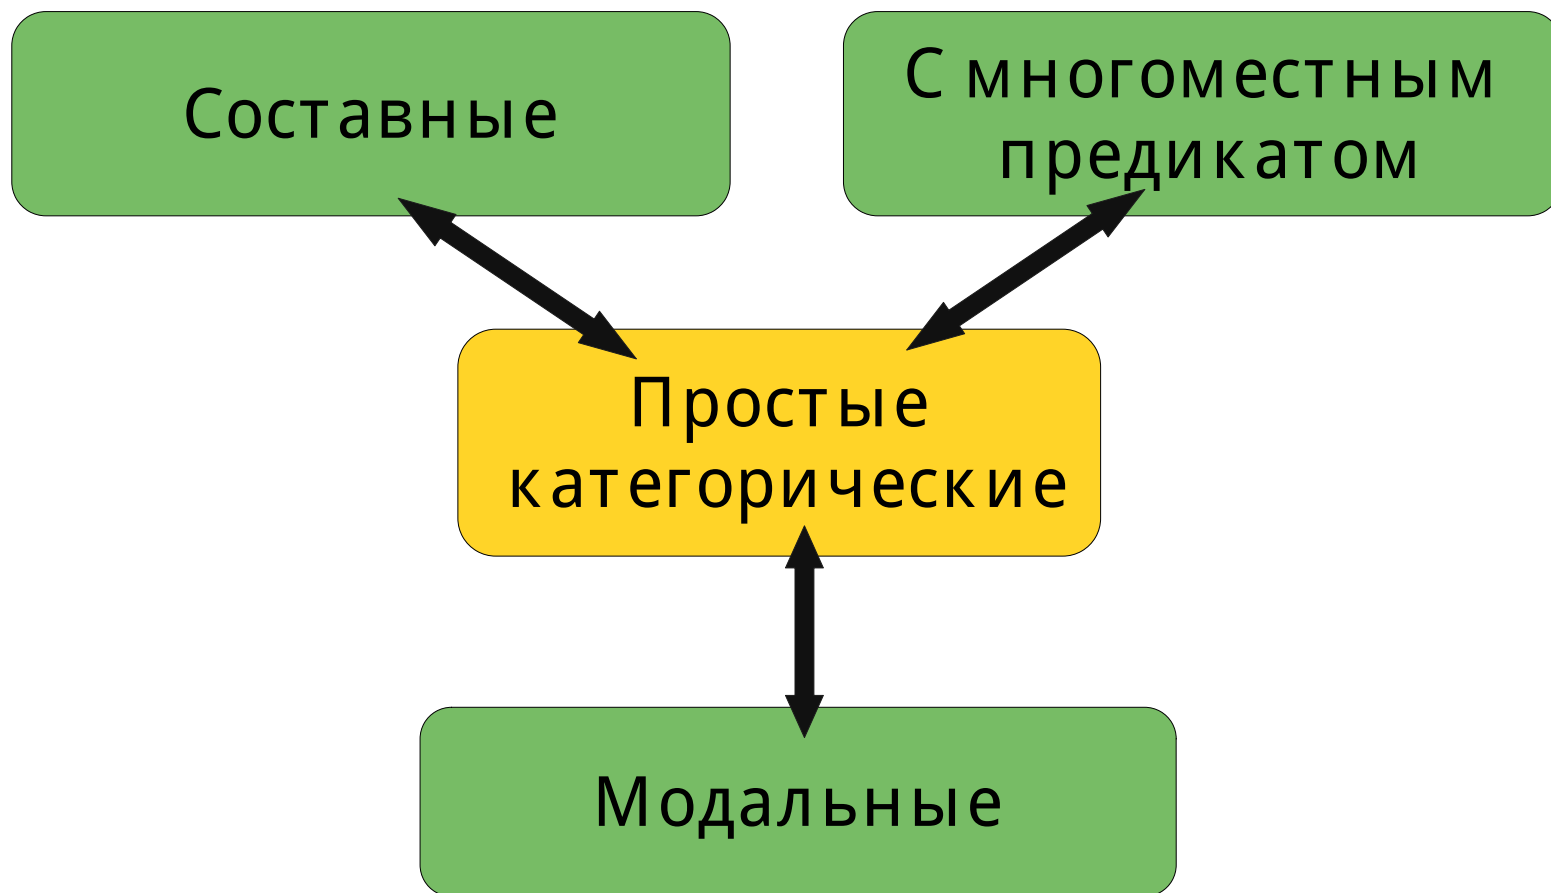 Составные
С многоместным
предикатом
Простые
категорические
Модальные